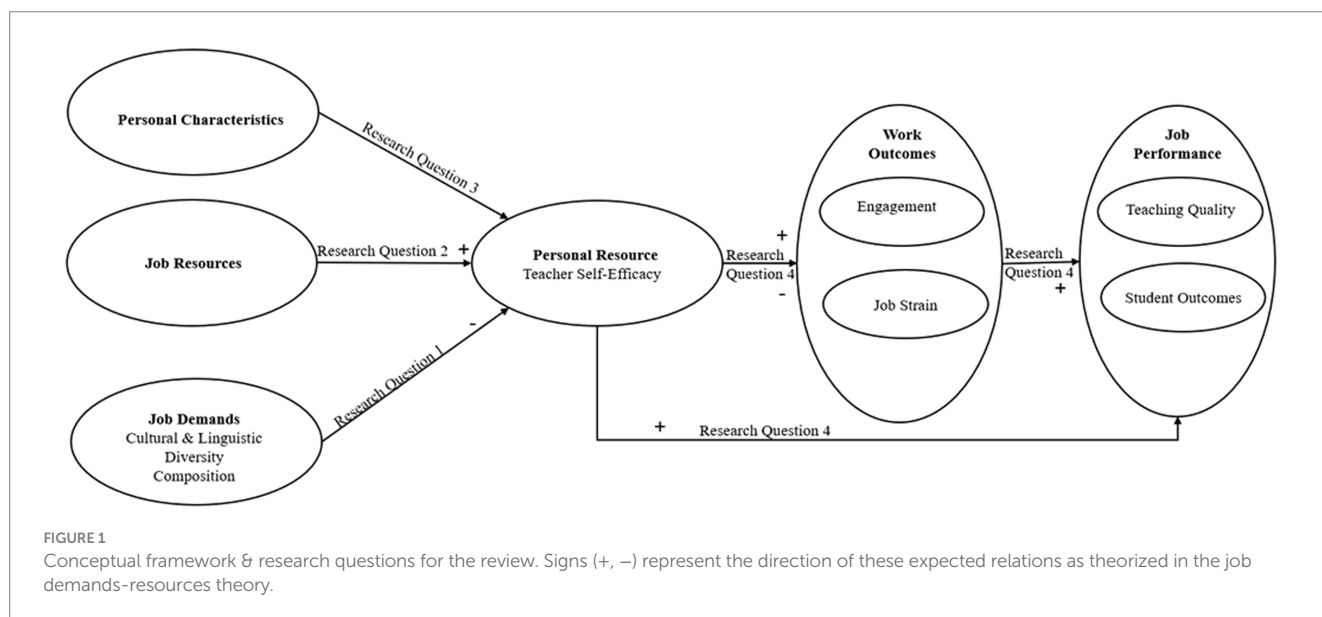 Personal Characteristics
Research Question 3
Job Resources
Research Question 2 +
Job Demands
Cultural & Linguistic
Diversity
Composition
Research Question 1
-
Personal Resource
Teacher Self-Efficacy
+
Research
Question 4
-
Work
Outcomes
Engagement
Job Strain
Research
Question 4
+
Job
Performance
Teaching Quality
Student Outcomes
+ Research Question 4
FIGURE 1
Conceptual framework & research questions for the review. Signs (+, −) represent the direction of these expected relations as theorized in the job
demands-resources theory.